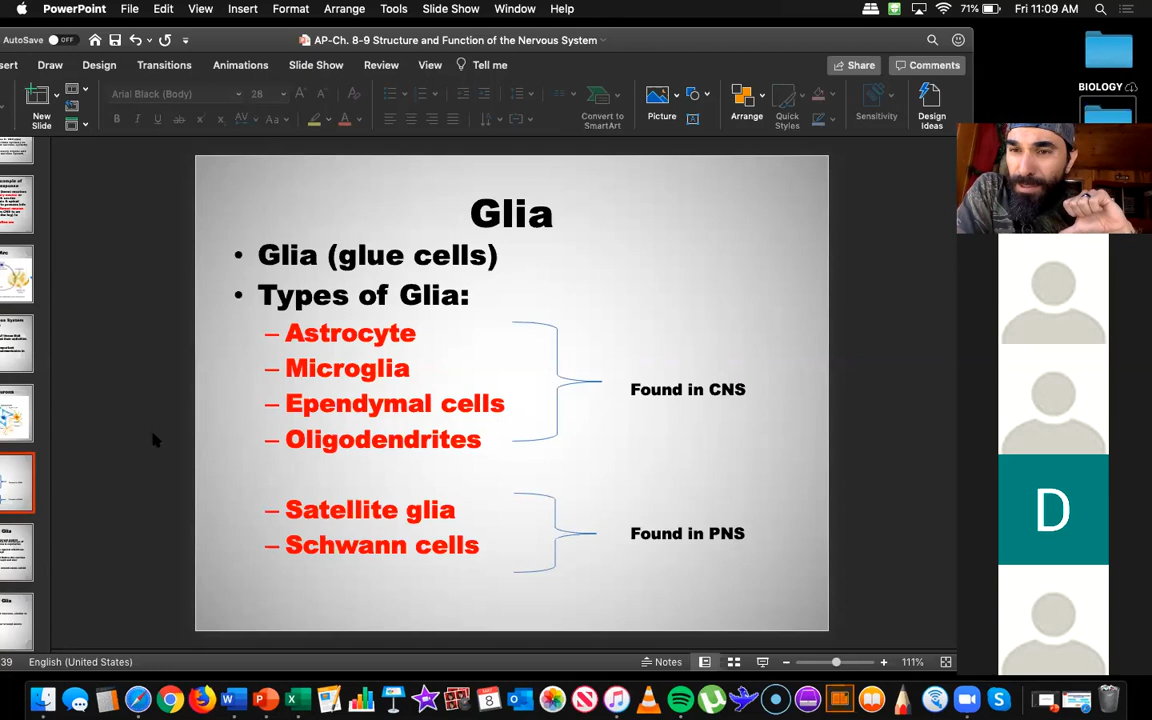 PowerPoint File Edit View Insert Format Arrange Tools Slide Show Window Help 71% Fri 11:09 AM
AutoSave OFF AP-Ch. 8-9 Structure and Function of the Nervous System
sert Draw Design Transitions Animations Slide Show Review View Tell me Share Comments
Arial Black (Body) 28
New Slide
Convert to SmartArt
Picture
Arrange
Quick Styles
Sensitivity
Design Ideas
BIOLOGY
Glia
• Glia (glue cells)
• Types of Glia:
– Astrocyte
– Microglia
– Ependymal cells
– Oligodendrites
Found in CNS
– Satellite glia
– Schwann cells
Found in PNS
D
39 English (United States) Notes 111%
8